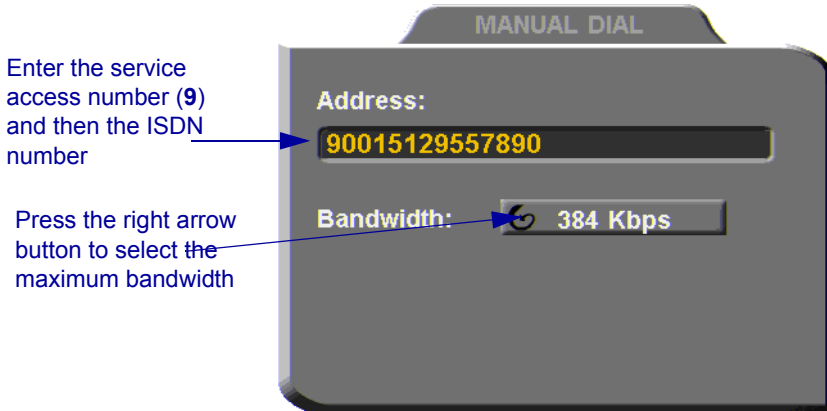 MANUAL DIAL
Enter the service
access number (9)
and then the ISDN
number
Address:
90015129557890
Press the right arrow
button to select the
maximum bandwidth
Bandwidth:
384 Kbps